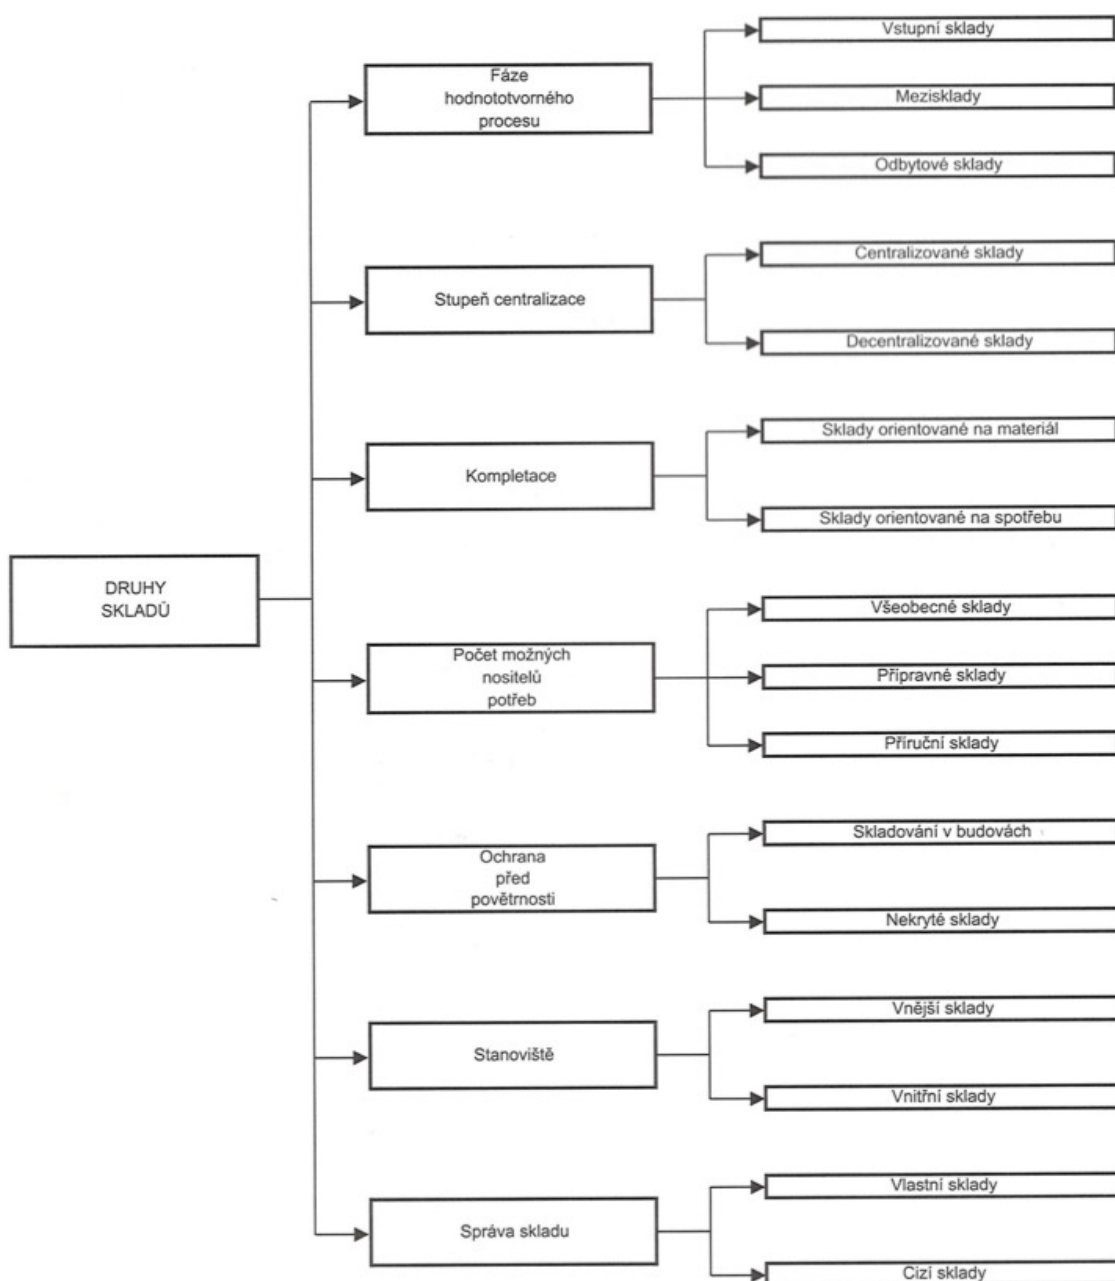 DRUHY
SKLADŮ
Fáze
hodnototvorného
procesu
Vstupní sklady
Mezisklady
Odbytové sklady
Stupeň centralizace
Centralizované sklady
Decentralizované sklady
Kompletace
Sklady orientované na materiál
Sklady orientované na spotřebu
Počet možných
nositelů
potřeb
Všeobecné sklady
Přípravné sklady
Příruční sklady
Ochrana
před
povětrnosti
Skladování v budovách
Nekryté sklady
Stanoviště
Vnější sklady
Vnitřní sklady
Správa skladu
Vlastní sklady
Cizí sklady